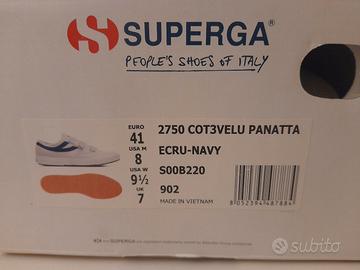 SUPERGA®
PEOPLE'S SHOES OF ITALY
EURO
41
USA M
8
USA W
9½
UK
7
2750 COT3VELU PANATTA
ECRU-NAVY
S00B220
902
MADE IN VIETNAM
8052394487884
subito